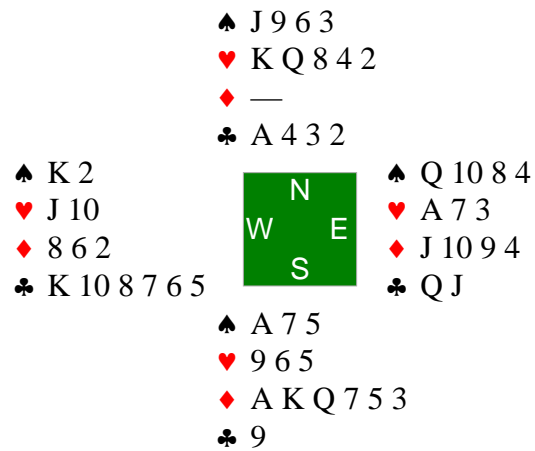 ♠ J 9 6 3
♥ K Q 8 4 2
♦ —
♣ A 4 3 2
♠ K 2
♥ J 10
♦ 8 6 2
♣ K 10 8 7 6 5
N
W E
S
♠ Q 10 8 4
♥ A 7 3
♦ J 10 9 4
♣ Q J
♠ A 7 5
♥ 9 6 5
♦ A K Q 7 5 3
♣ 9